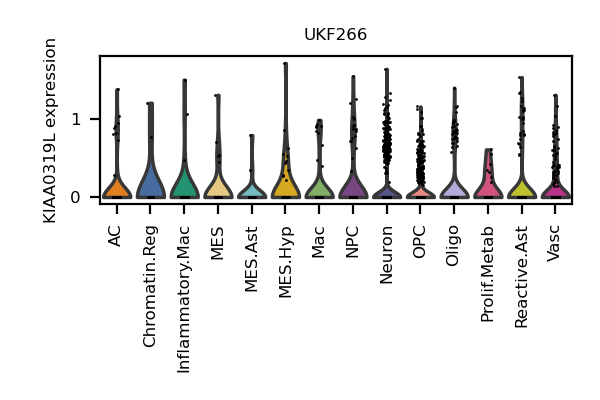 UKF266
KIAA0319L expression
1
0
AC
Chromatin.Reg
Inflammatory.Mac
MES
MES.Ast
MES.Hyp
Mac
NPC
Neuron
OPC
Oligo
Prolif.Metab
Reactive.Ast
Vasc